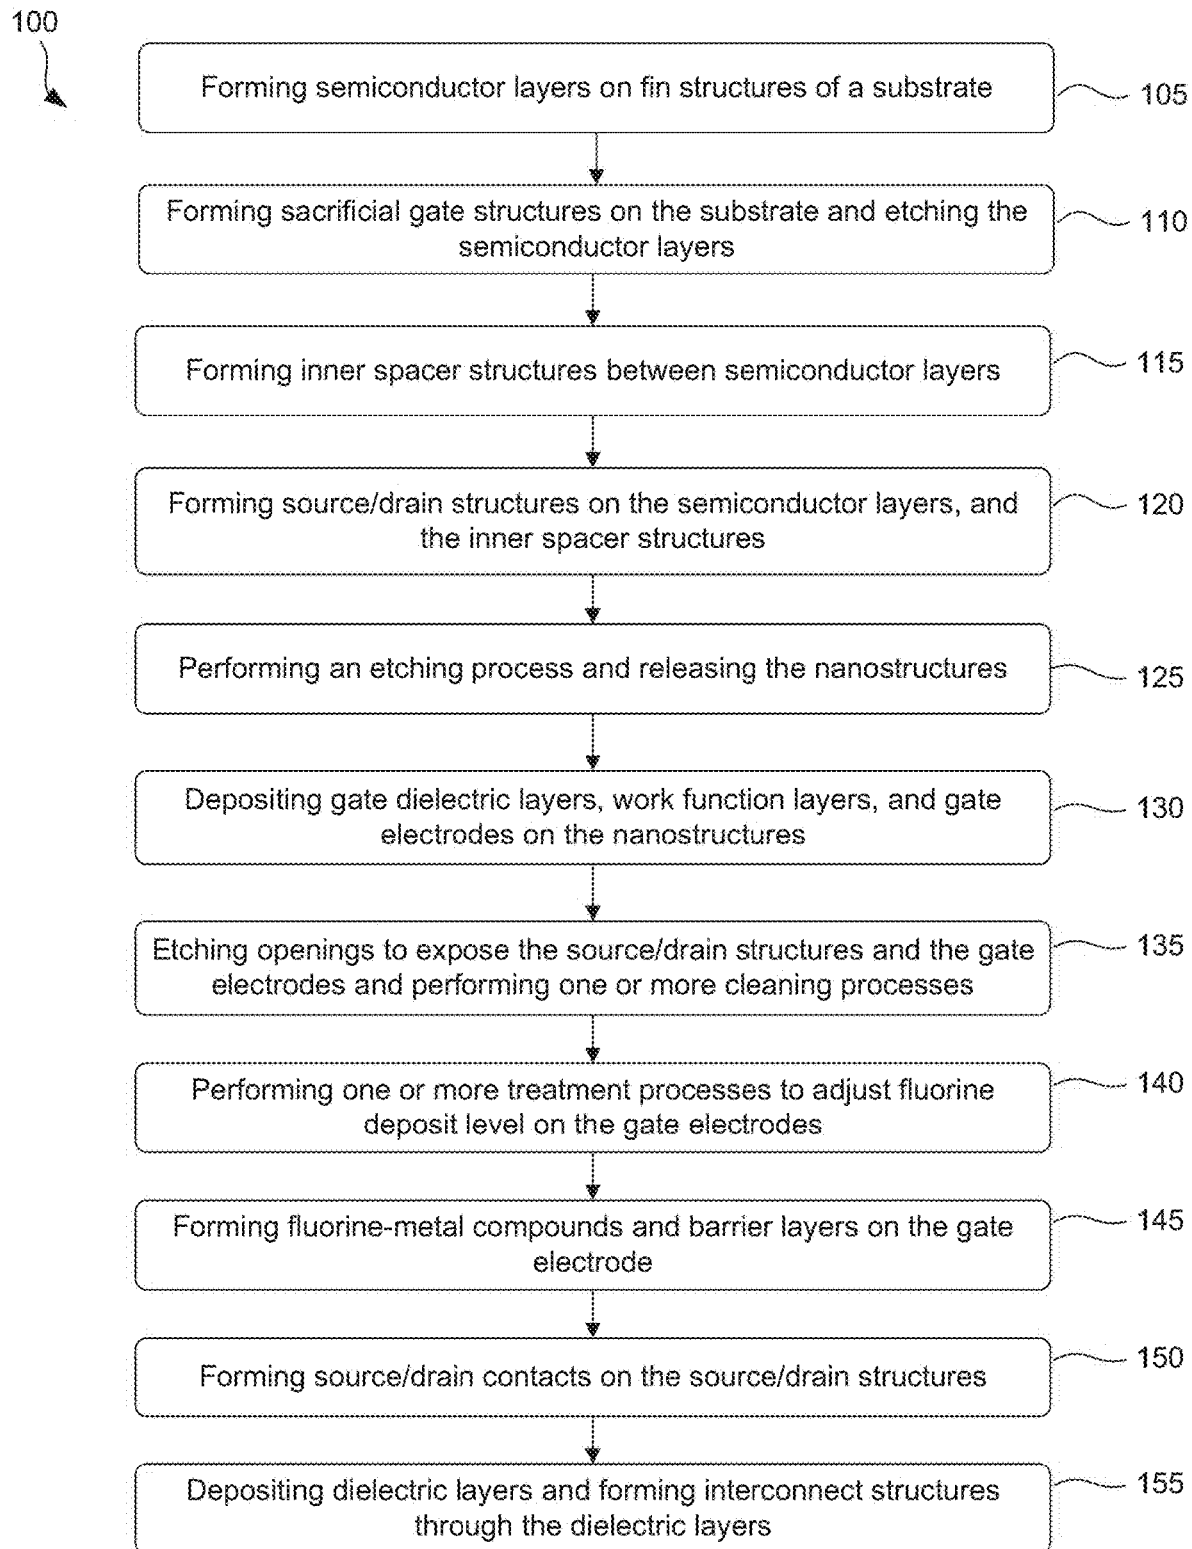 100
Forming semiconductor layers on fin structures of a substrate
105
Forming sacrificial gate structures on the substrate and etching the
semiconductor layers
110
Forming inner spacer structures between semiconductor layers
115
Forming source/drain structures on the semiconductor layers, and
the inner spacer structures
120
Performing an etching process and releasing the nanostructures
125
Depositing gate dielectric layers, work function layers, and gate
electrodes on the nanostructures
130
Etching openings to expose the source/drain structures and the gate
electrodes and performing one or more cleaning processes
135
Performing one or more treatment processes to adjust fluorine
deposit level on the gate electrodes
140
Forming fluorine-metal compounds and barrier layers on the gate
electrode
145
Forming source/drain contacts on the source/drain structures
150
Depositing dielectric layers and forming interconnect structures
through the dielectric layers
155